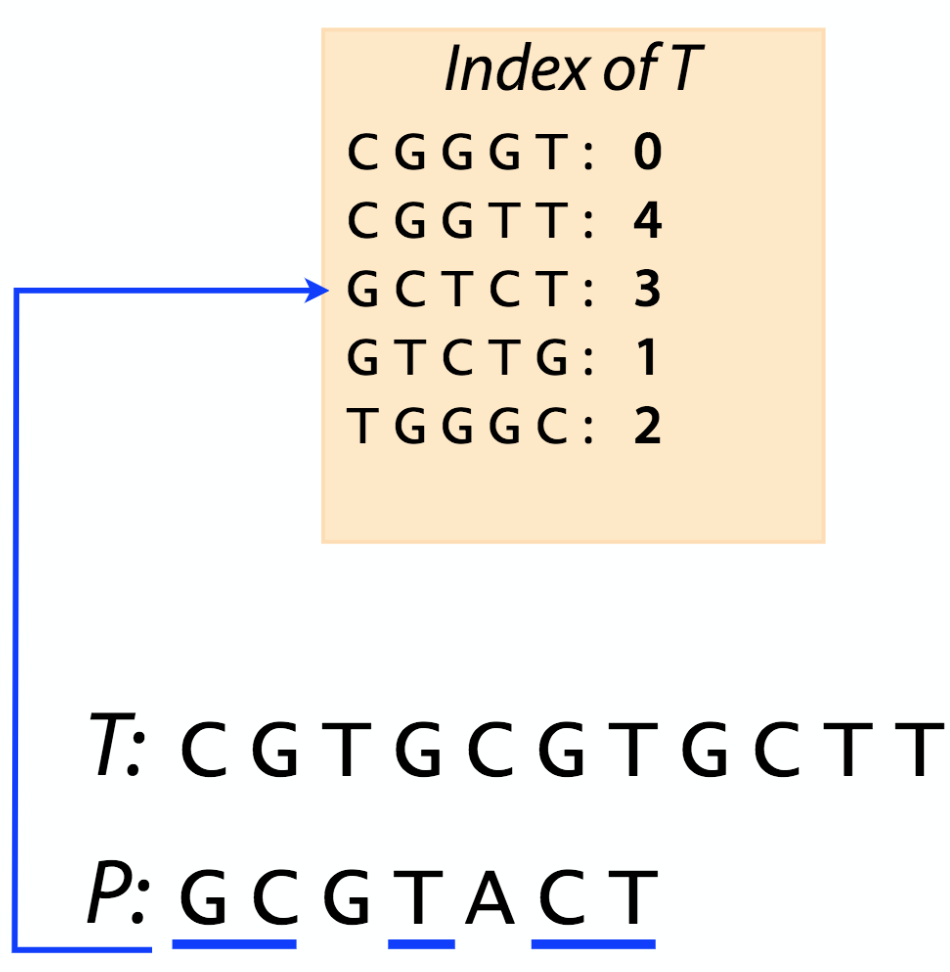 Index of T
C G G G T : 0
C G G T T : 4
G C T C T : 3
G T C T G : 1
T G G G C : 2
T: C G T G C G T G C T T
P: G C G T A C T